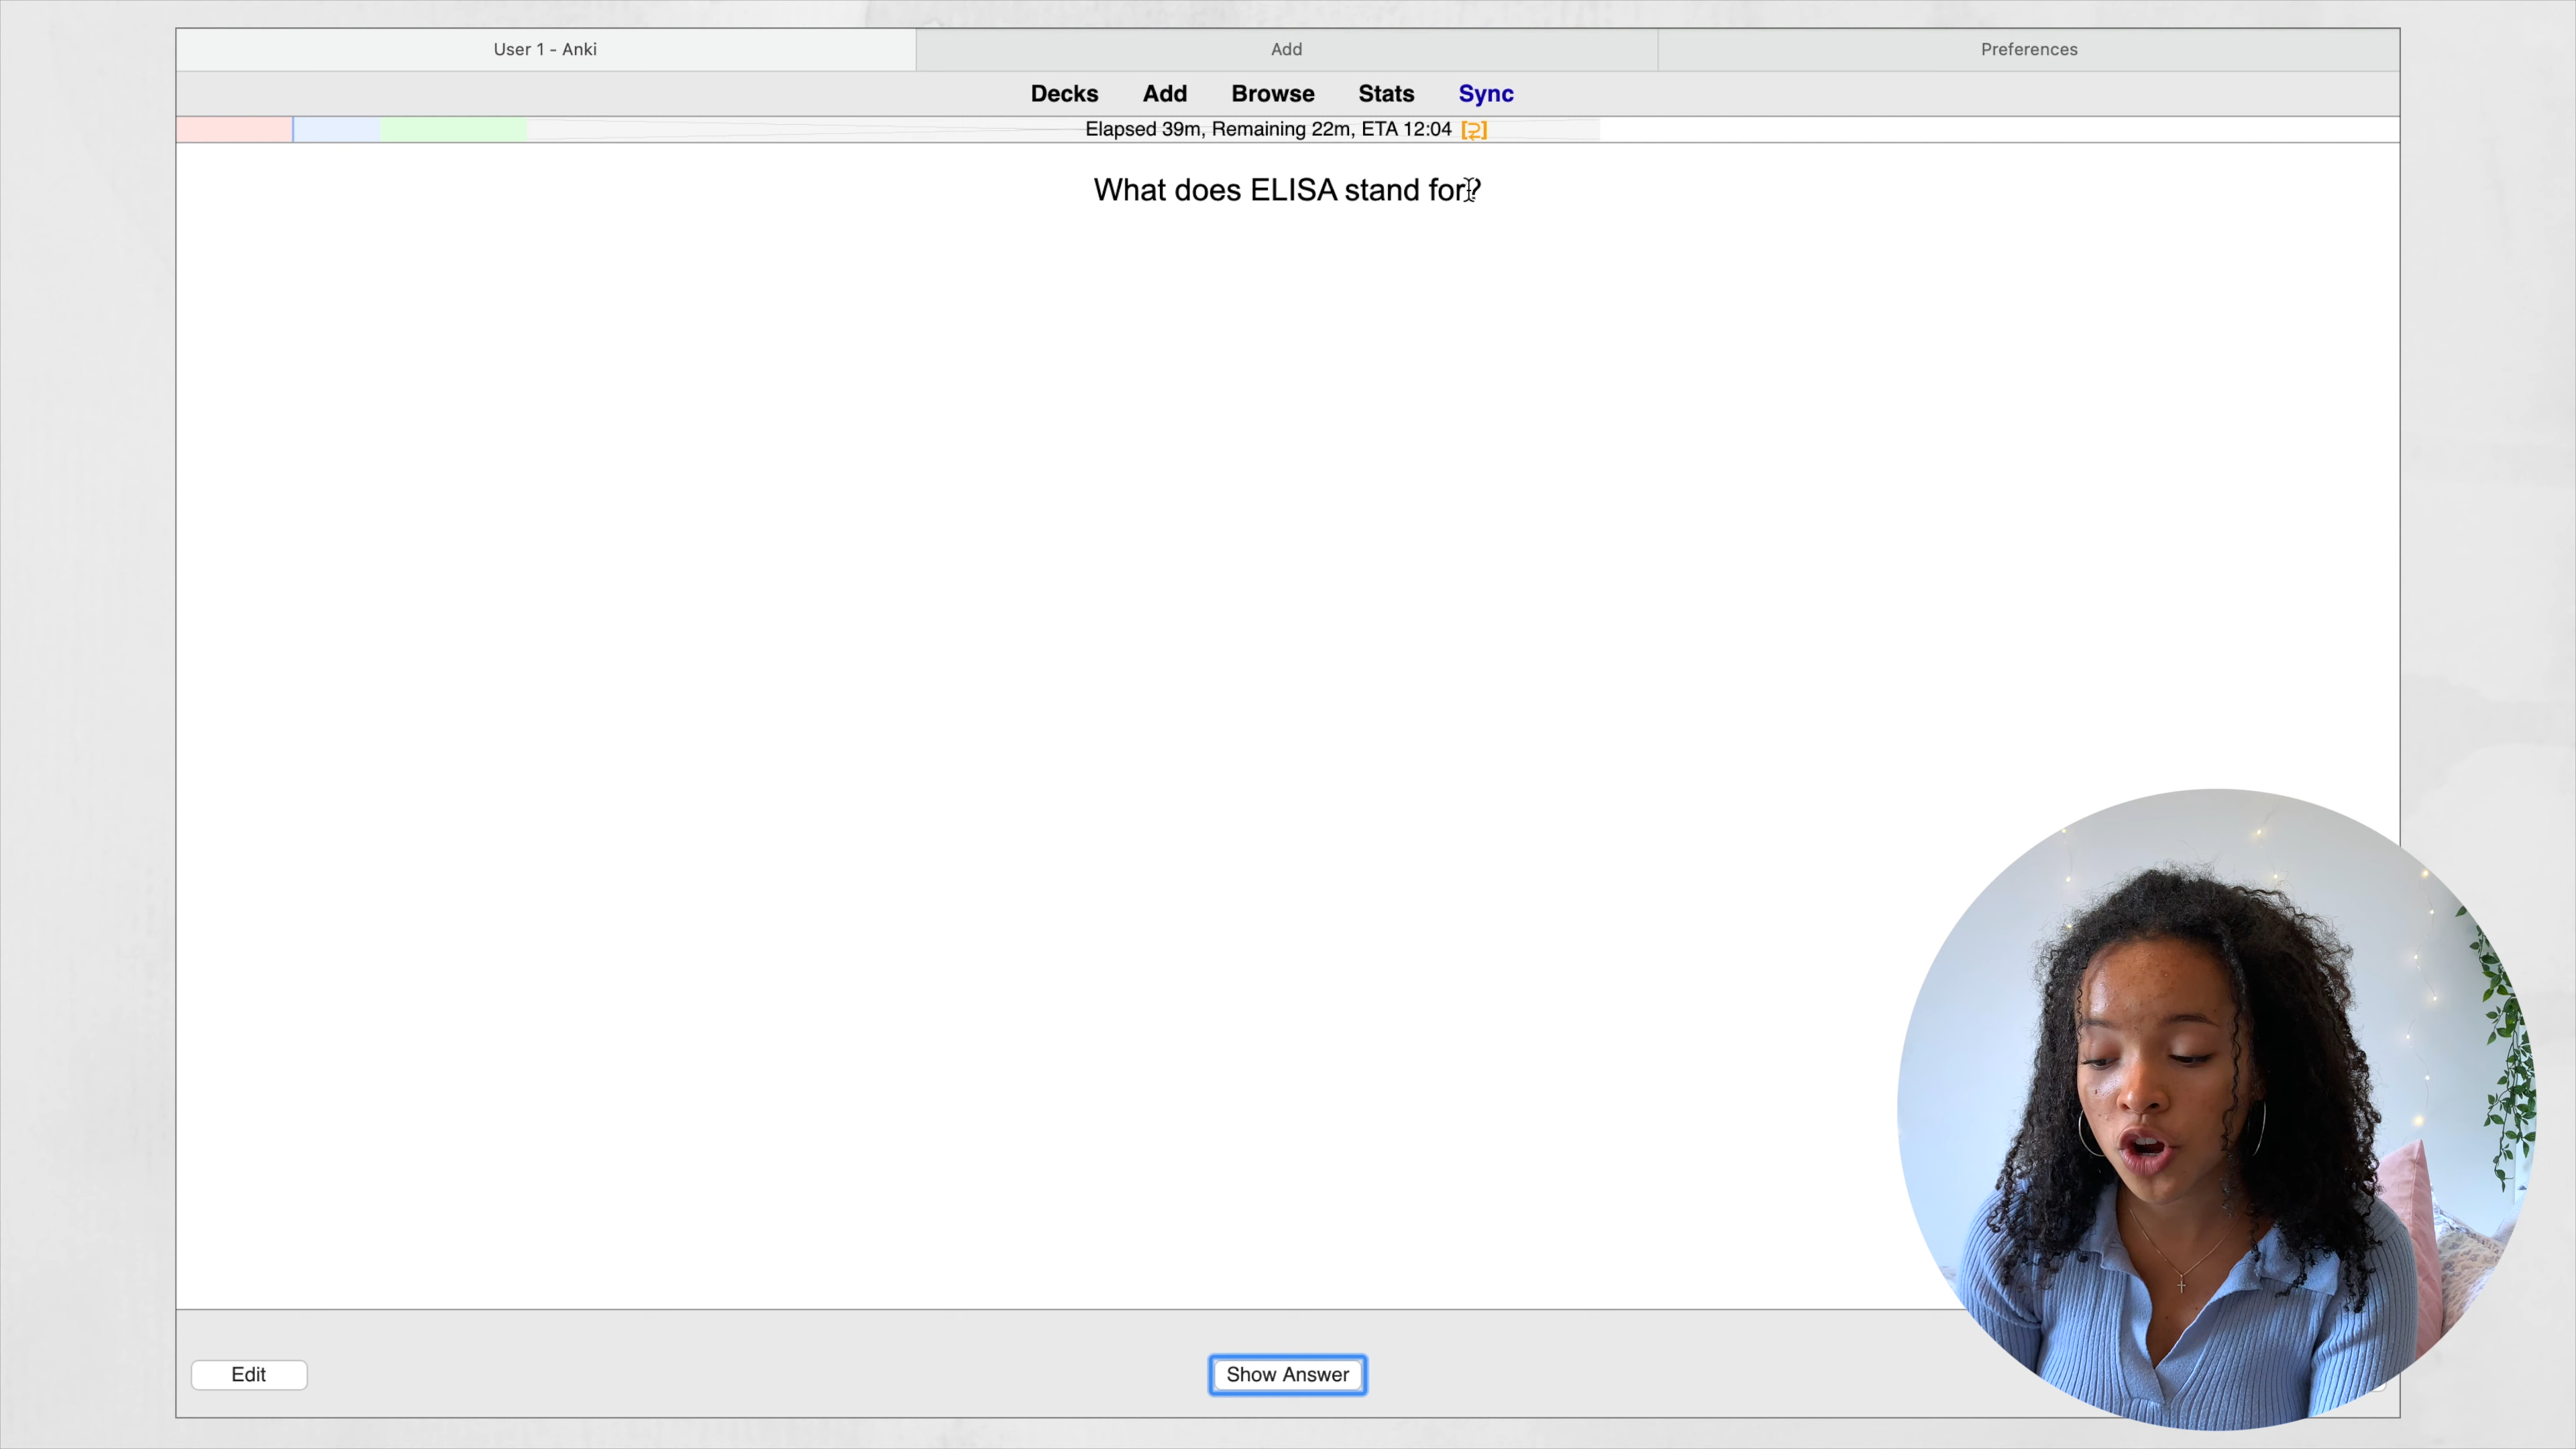 User 1 - Anki
Add
Preferences
Decks Add Browse Stats Sync
Elapsed 39m, Remaining 22m, ETA 12:04
What does ELISA stand for?
Edit
Show Answer